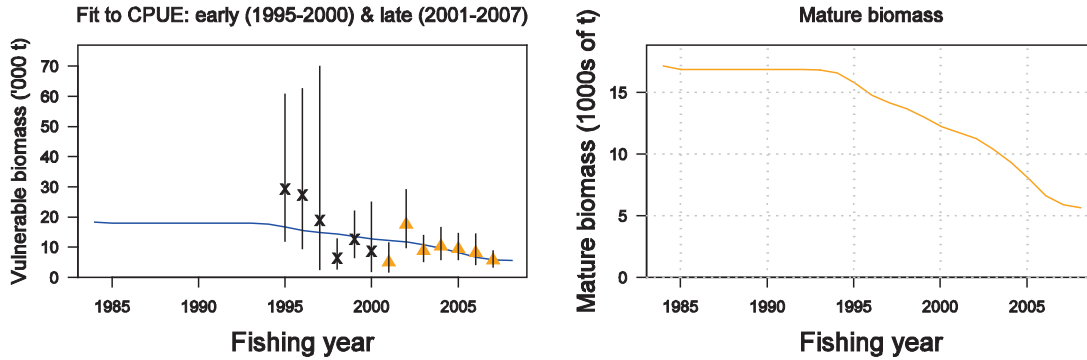 Fit to CPUE: early (1995-2000) & late (2001-2007)
Vulnerable biomass ('000 t)
70
60
50
40
30
20
10
0
1985 1990 1995 2000 2005
Fishing year
Mature biomass
Mature biomass (1000s of t)
15
10
5
0
1985 1990 1995 2000 2005
Fishing year